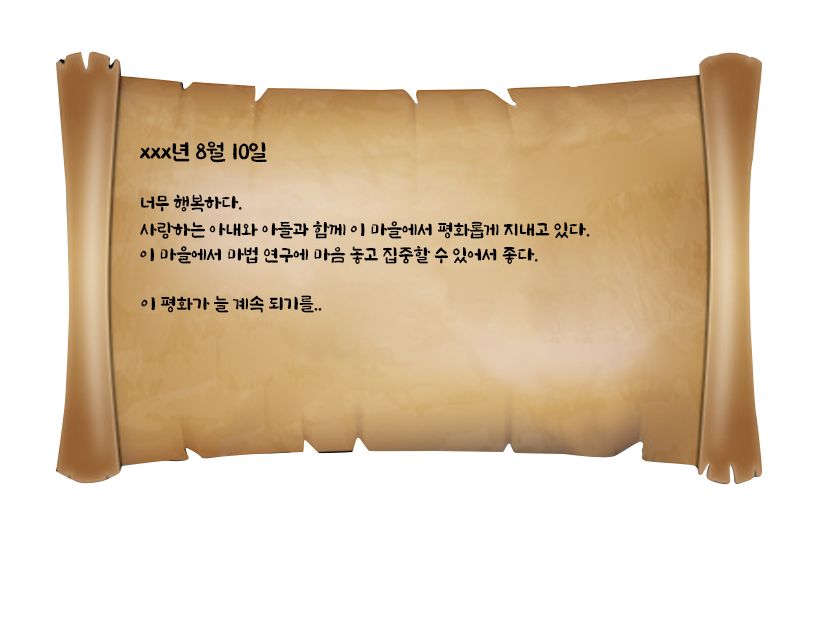 xxx년 8월 10일
너무 행복하다.
사랑하는 아내와 아들과 함께 이 마을에서 평화롭게 지내고 있다.
이 마을에서 마법 연구에 마음 놓고 집중할 수 있어서 좋다.
이 평화가 늘 계속 되기를..